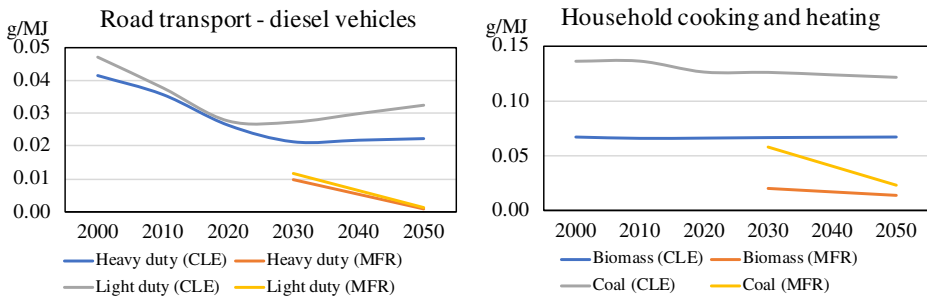 Road transport - diesel vehicles
g/MJ
0.05
0.04
0.03
0.02
0.01
0.00
2000 2010 2020 2030 2040 2050
Heavy duty (CLE) Heavy duty (MFR)
Light duty (CLE) Light duty (MFR)
Household cooking and heating
g/MJ
0.15
0.10
0.05
0.00
2000 2010 2020 2030 2040 2050
Biomass (CLE) Biomass (MFR)
Coal (CLE) Coal (MFR)